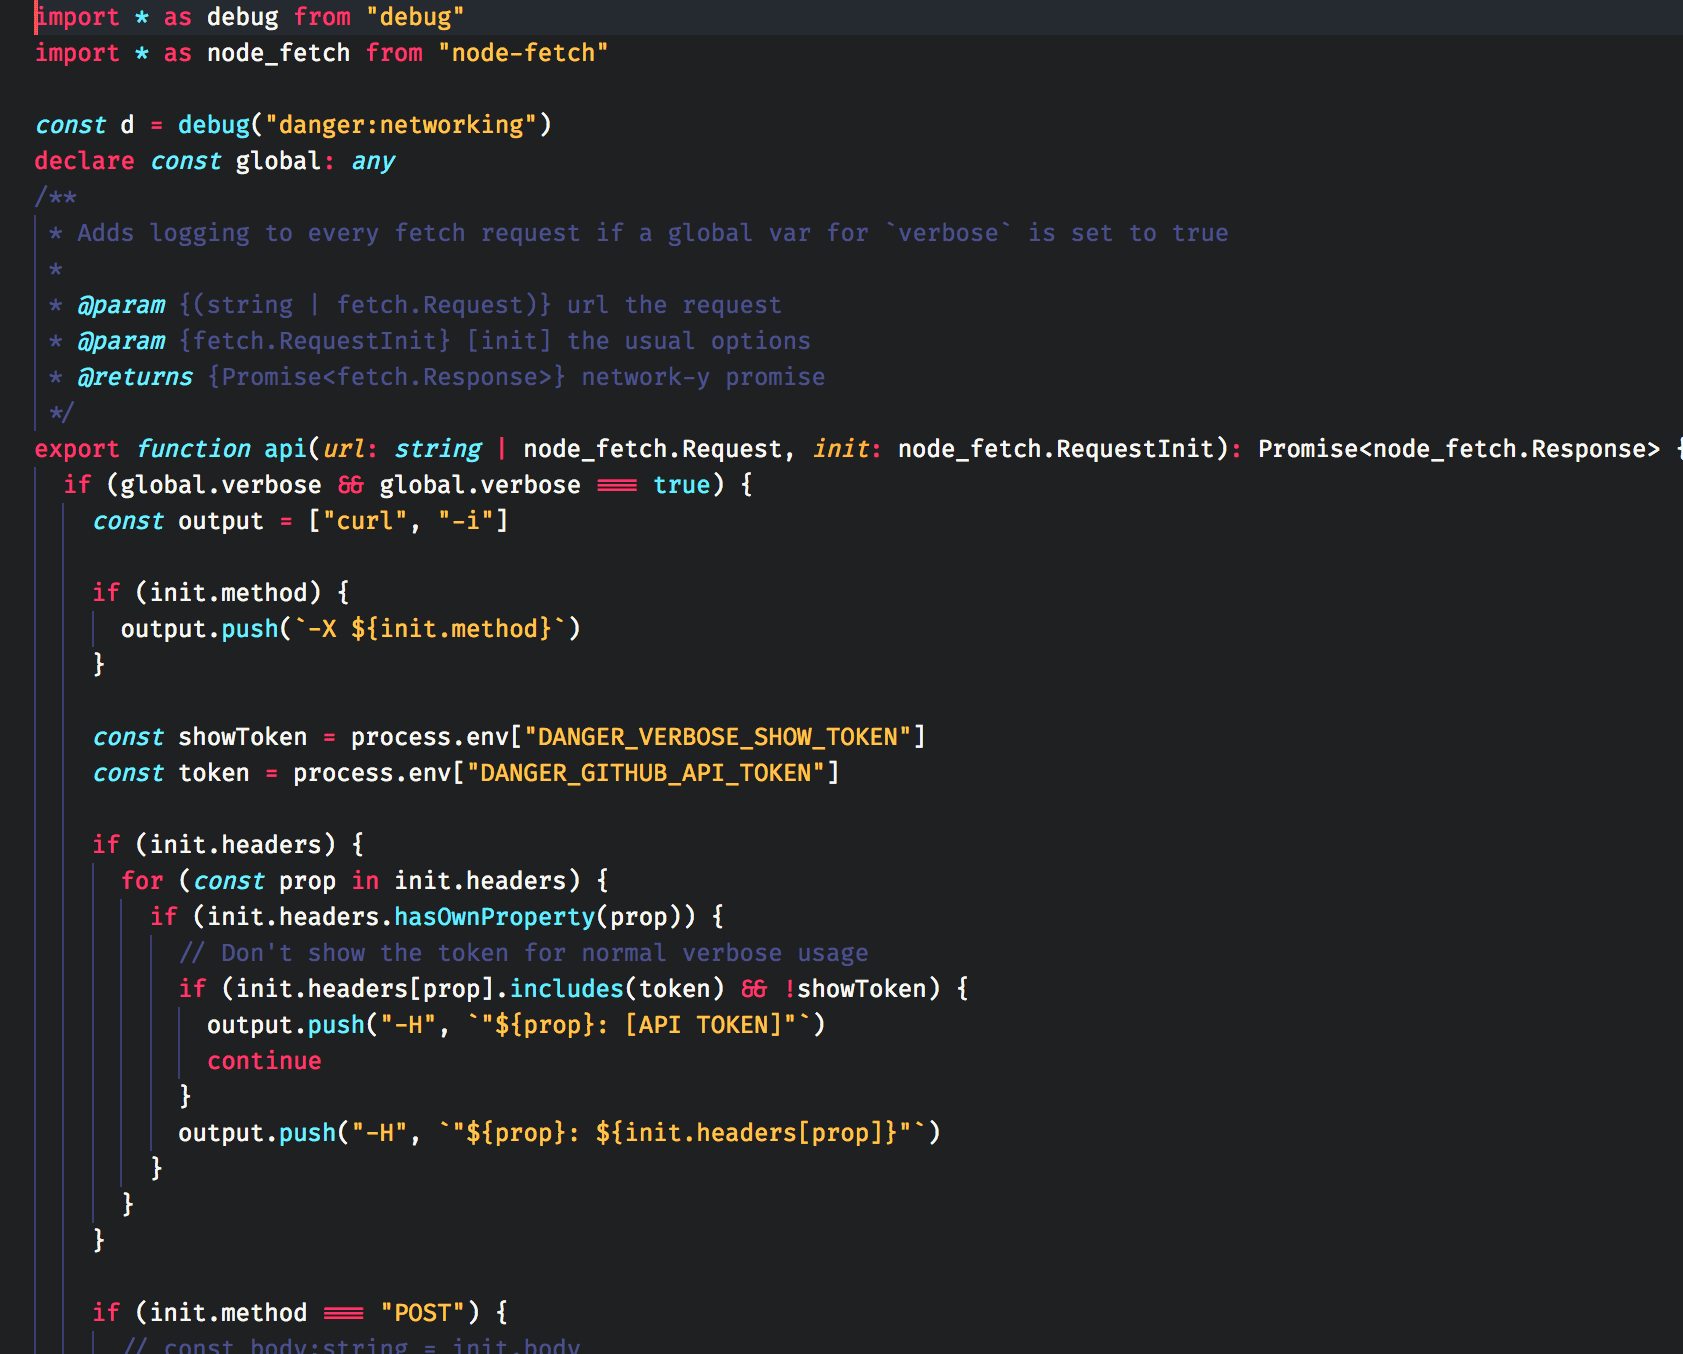 import * as debug from "debug"
import * as node_fetch from "node-fetch"
const d = debug("danger:networking")
declare const global: any
/**
* Adds logging to every fetch request if a global var for `verbose` is set to true
*
* @param {(string | fetch.Request)} url the request
* @param {fetch.RequestInit} [init] the usual options
* @returns {Promise<fetch.Response>} network-y promise
*/
export function api(url: string | node_fetch.Request, init: node_fetch.RequestInit): Promise<node_fetch.Response> {
if (global.verbose && global.verbose === true) {
const output = ["curl", "-i"]
if (init.method) {
output.push(`-X ${init.method}`)
}
const showToken = process.env["DANGER_VERBOSE_SHOW_TOKEN"]
const token = process.env["DANGER_GITHUB_API_TOKEN"]
if (init.headers) {
for (const prop in init.headers) {
if (init.headers.hasOwnProperty(prop)) {
// Don't show the token for normal verbose usage
if (init.headers[prop].includes(token) && !showToken) {
output.push("-H", `"${prop}: [API TOKEN]"`)
continue
}
output.push("-H", `"${prop}: ${init.headers[prop]}"`)
}
}
}
if (init.method === "POST") {
// const body:string = init.body